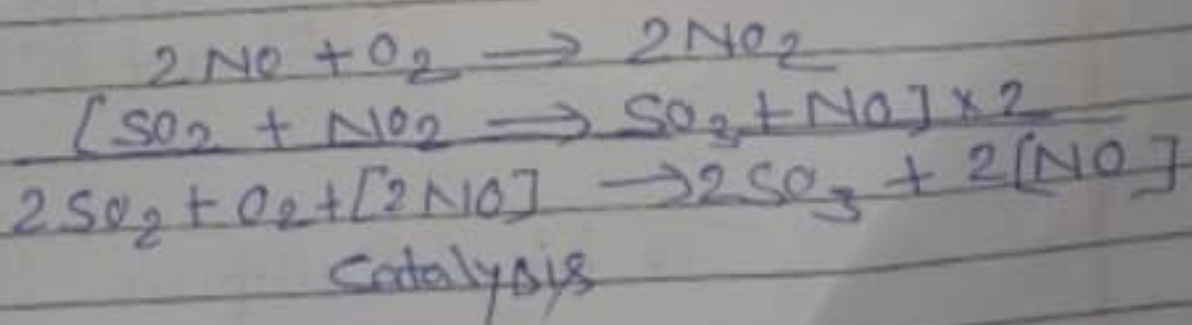 2NO + O2 → 2NO2
[SO2 + NO2 → SO3 + NO] × 2
2SO2 + O2 + [2NO] → 2SO3 + 2[NO]
Catalysis